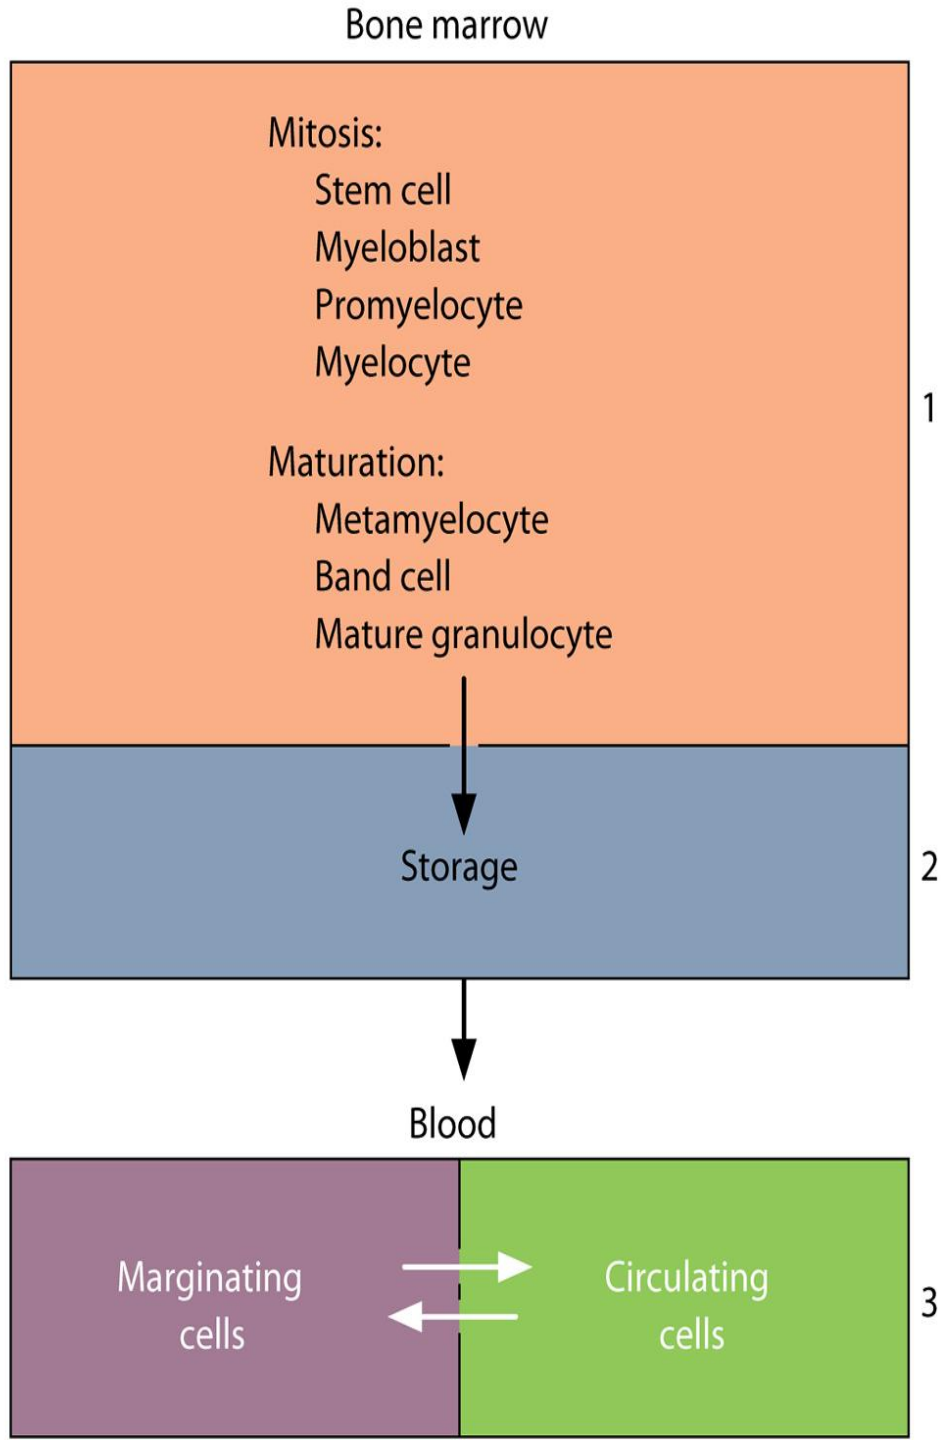 Bone marrow
Mitosis:
Stem cell
Myeloblast
Promyelocyte
Myelocyte
1
Maturation:
Metamyelocyte
Band cell
Mature granulocyte
Storage
2
Blood
Marginating
cells
Circulating
cells
3